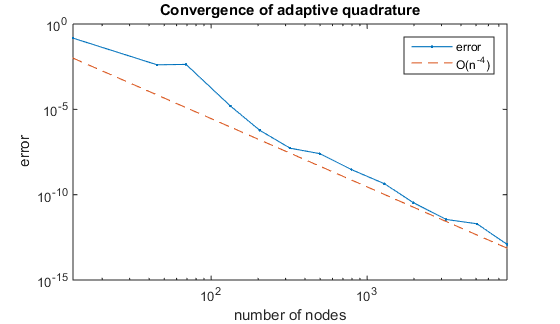 Convergence of adaptive quadrature
10^0
error
O(n^-4)
10^-5
error
10^-10
10^-15
10^2
10^3
number of nodes